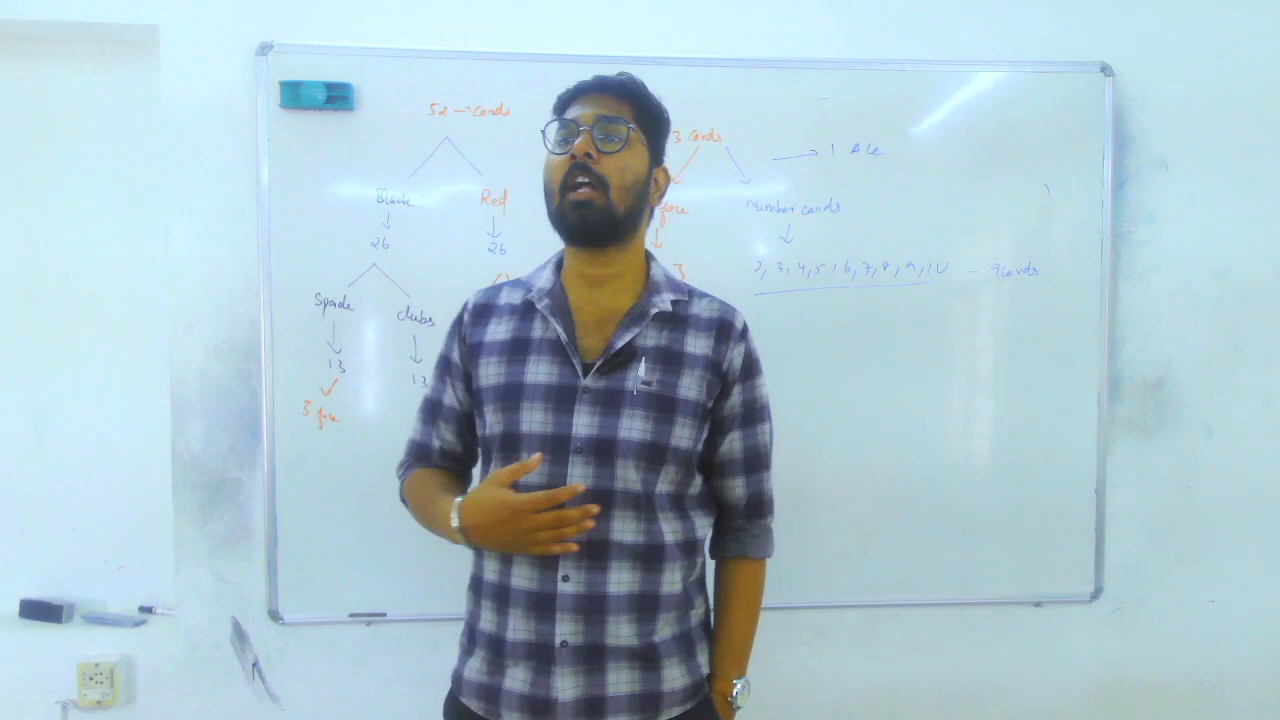 52 → cards
Black Red
26 26
Spade clubs
13 13
3 face
3 cards
1 Ace
face Number cards
3
2, 3, 4, 5, 6, 7, 8, 9, 10 - 9 cards